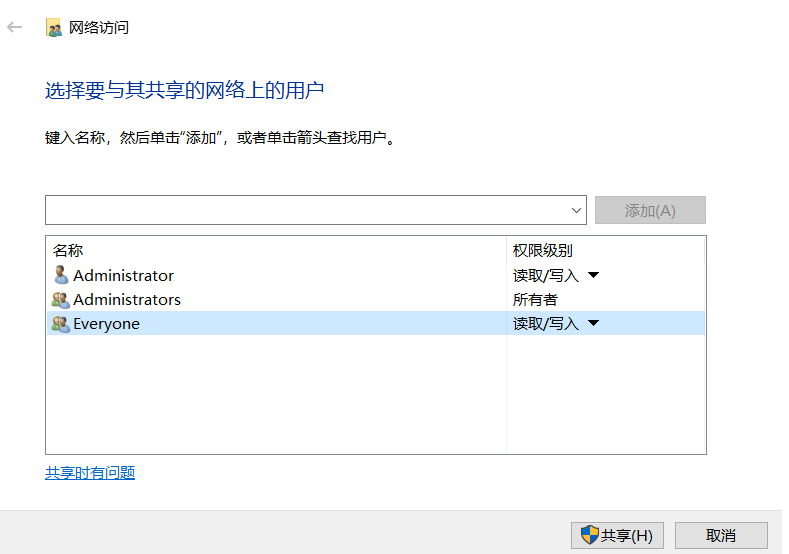 网络访问
选择要与其共享的网络上的用户
键入名称，然后单击“添加”，或者单击箭头查找用户。
添加(A)
名称 权限级别
Administrator 读取/写入
Administrators 所有者
Everyone 读取/写入
共享时有问题
共享(H) 取消